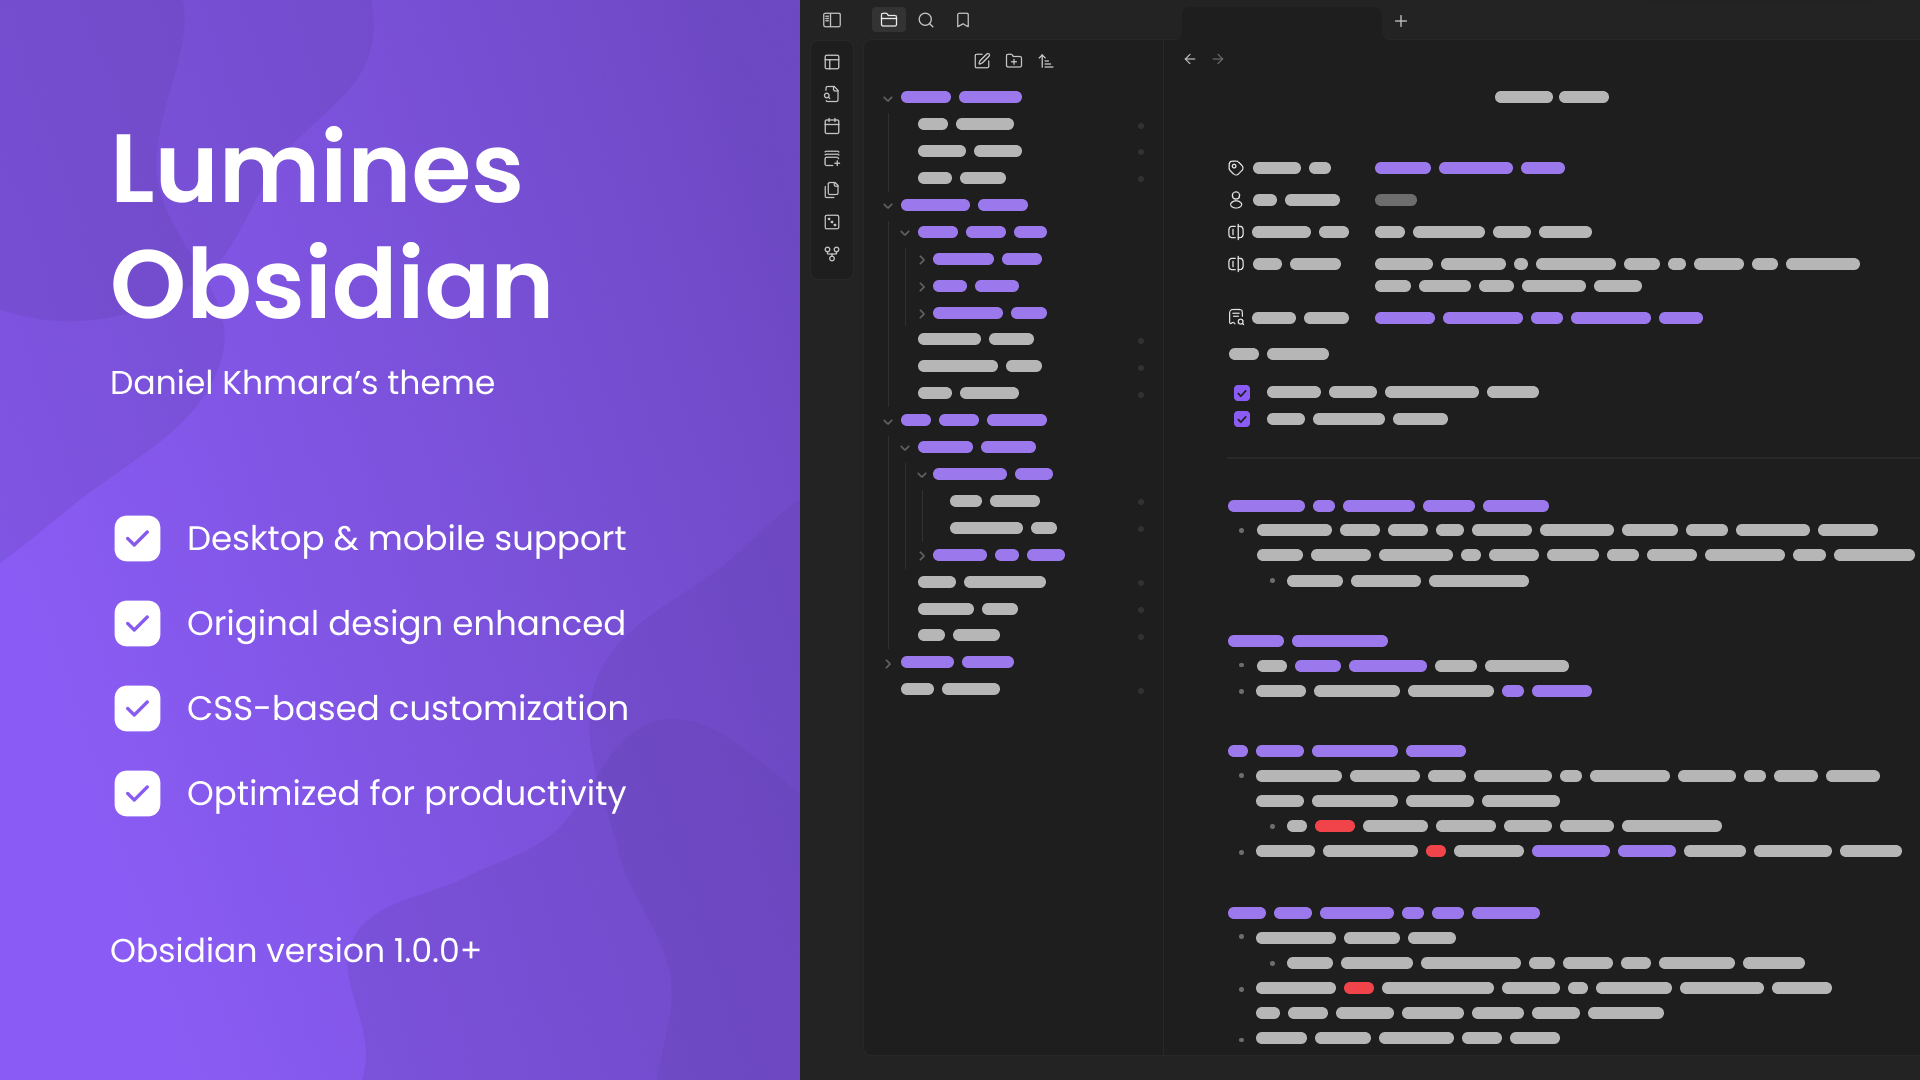 Lumines
Obsidian
Daniel Khmara’s theme
Desktop & mobile support
Original design enhanced
CSS-based customization
Optimized for productivity
Obsidian version 1.0.0+